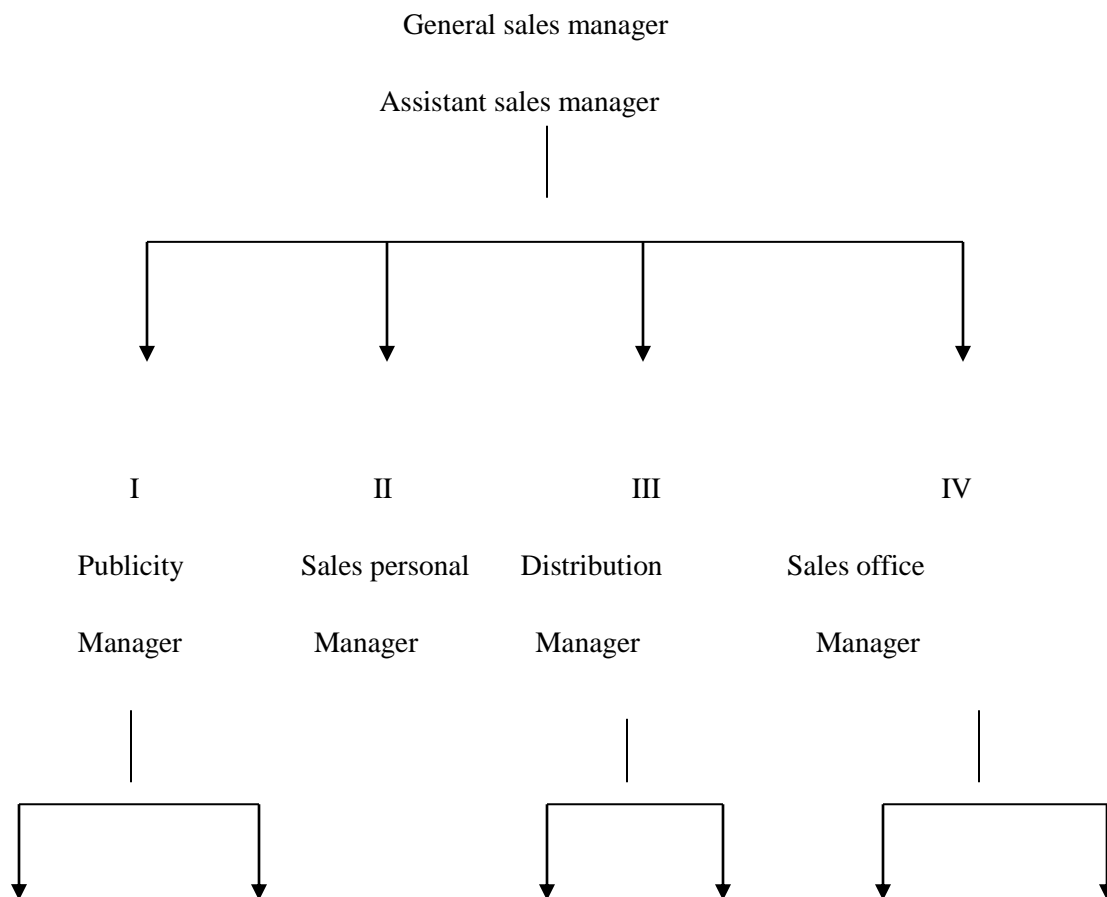 General sales manager
Assistant sales manager
I II III IV
Publicity Sales personal Distribution Sales office
Manager Manager Manager Manager